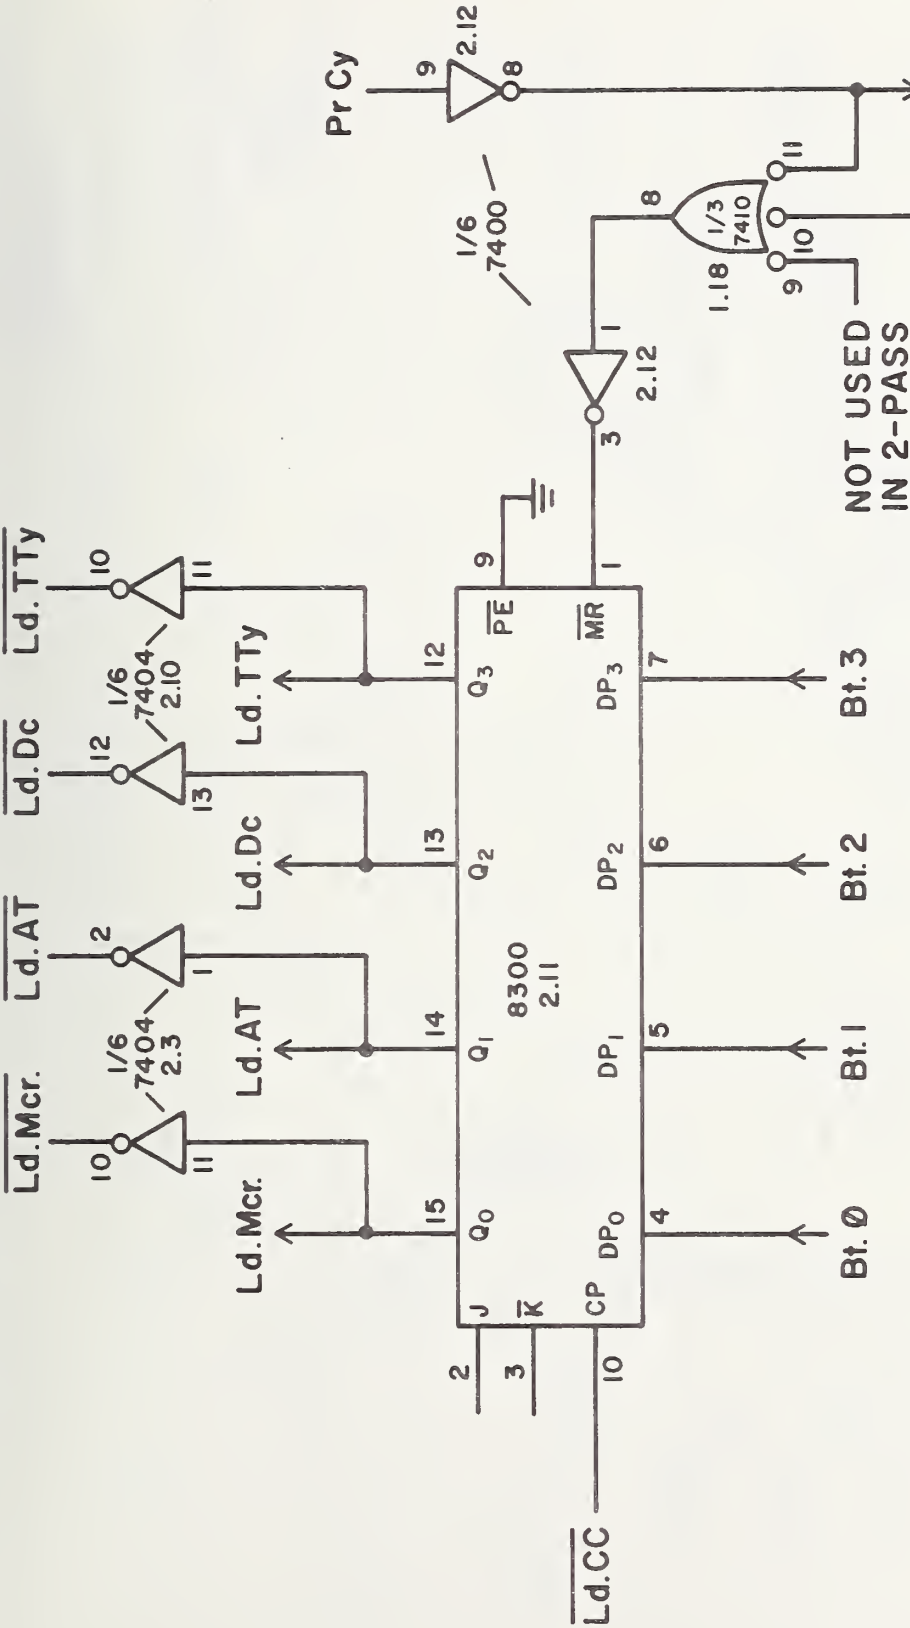 Ld.Mcr.
Ld.AT
Ld.Dc
Ld.TTy
10
2
12
10
1/6
7404
2.3
1/6
7404
2.10
11
1
13
11
Ld.Mcr.
Ld.AT
Ld.Dc
Ld.TTy
15
14
13
12
Q0
Q1
Q2
Q3
J
K
CP
2
3
10
8300
2.11
PE
MR
9
1
DP0
DP1
DP2
DP3
4
5
6
7
Bt.0
Bt.1
Bt.2
Bt.3
Ld.CC
Pr Cy
9
2.12
8
1/6
7400
3
1
2.12
8
1/3
7410
1.18
9
10
11
NOT USED
IN 2-PASS